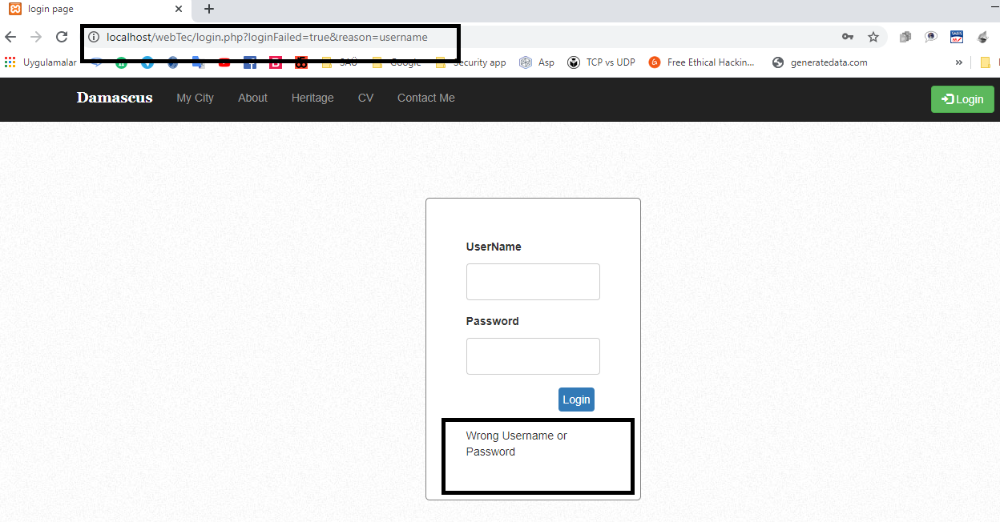 login page
localhost/webTec/login.php?loginFailed=true&reason=username
Uygulamalar
SAÜ
Google
security app
Asp
TCP vs UDP
Free Ethical Hackin...
generatedata.com
»
Damascus
My City
About
Heritage
CV
Contact Me
Login
UserName
Password
Login
Wrong Username or
Password